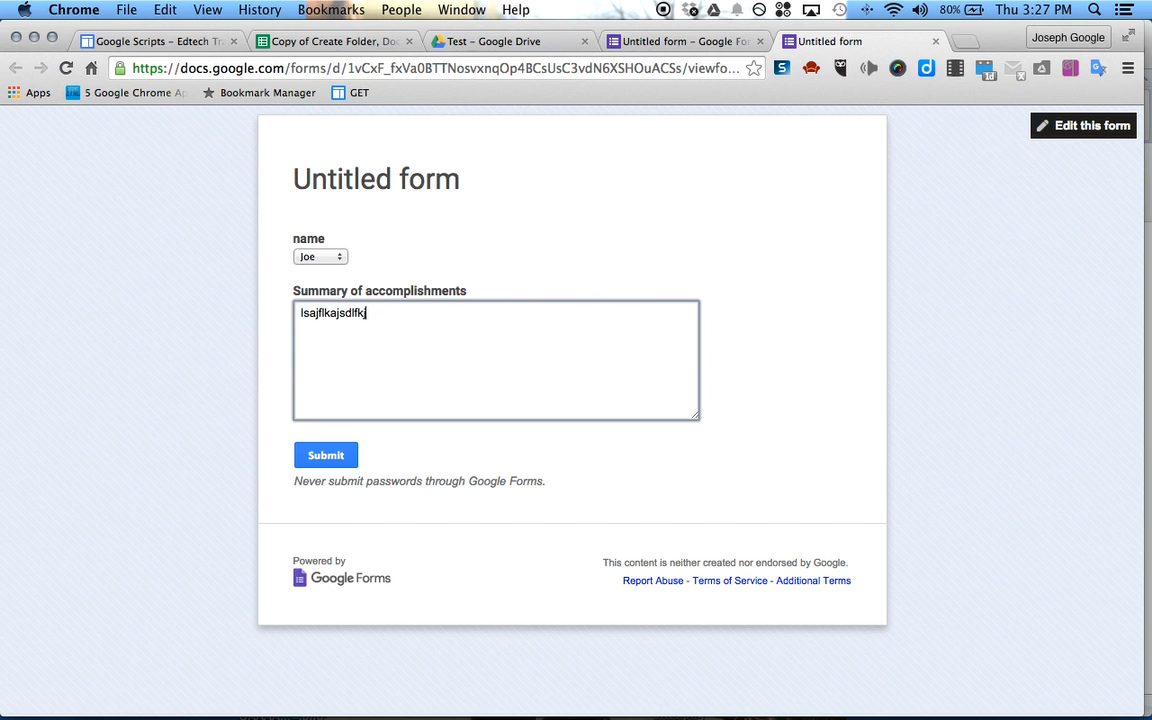 Chrome File Edit View History Bookmarks People Window Help 80% Thu 3:27 PM
Google Scripts – Edtech Tr Copy of Create Folder, Doc Test – Google Drive Untitled form – Google Fo Untitled form Joseph Google
https://docs.google.com/forms/d/1vCxF_fxVa0BTTNosvxnqOp4BCsUsC3vdN6XSHOuACSs/viewfo...
Apps 5 Google Chrome Ap Bookmark Manager GET
Edit this form
Untitled form
name
Joe
Summary of accomplishments
lsajflkajsdlfkj
Submit
Never submit passwords through Google Forms.
Powered by
Google Forms
This content is neither created nor endorsed by Google.
Report Abuse - Terms of Service - Additional Terms